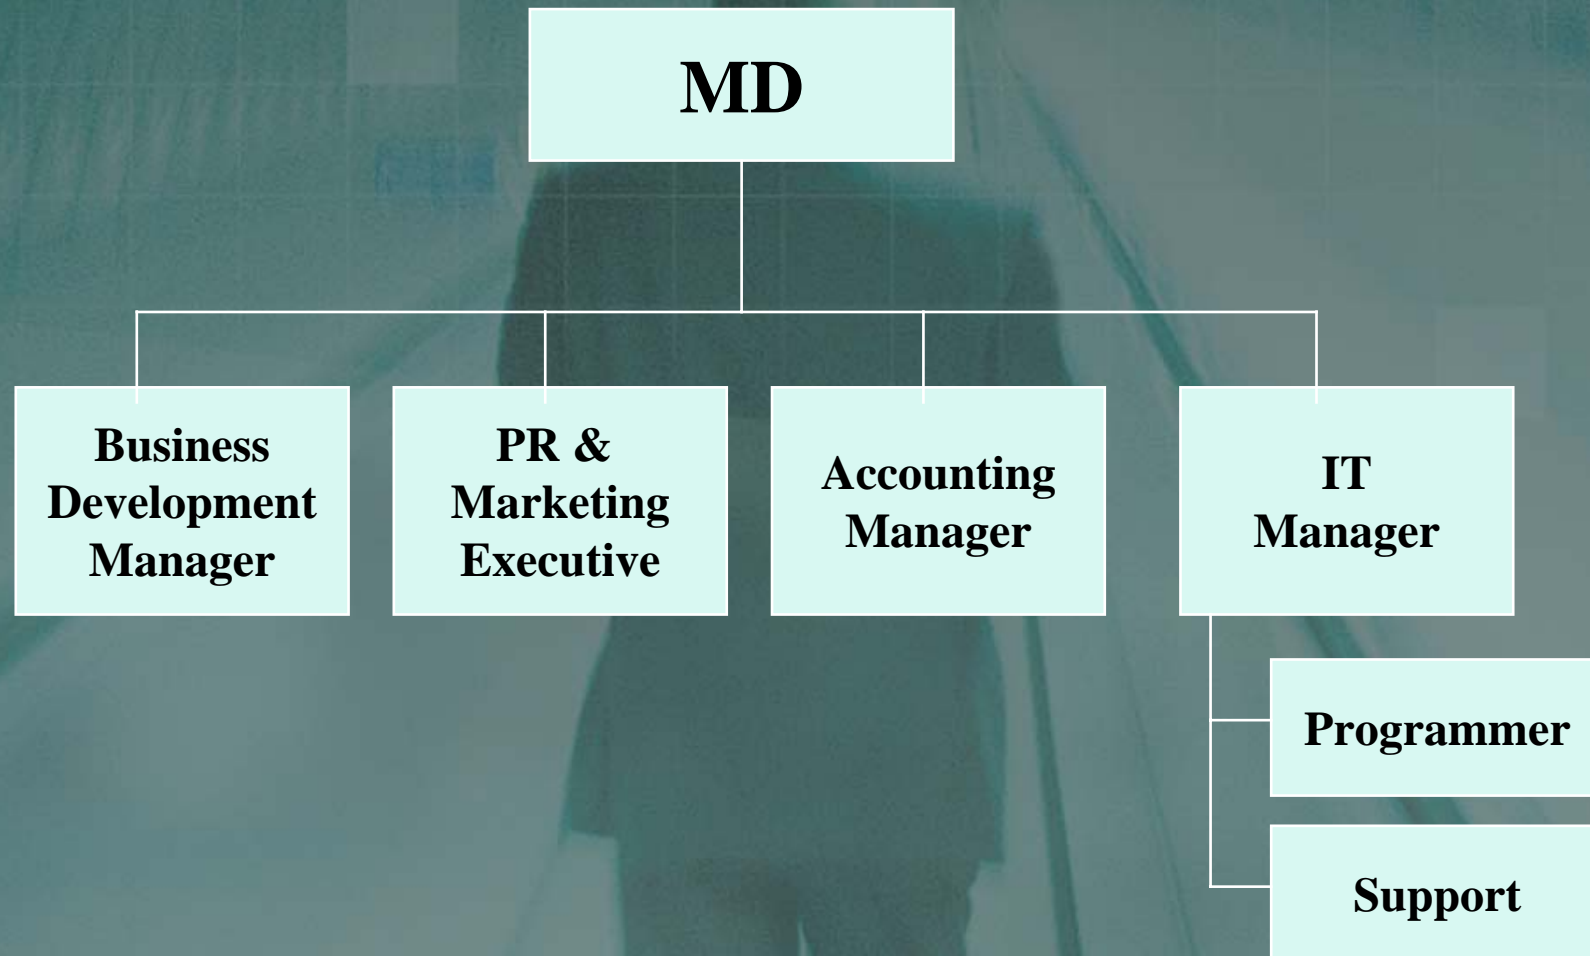 MD
Business
Development
Manager
PR &
Marketing
Executive
Accounting
Manager
IT
Manager
Programmer
Support